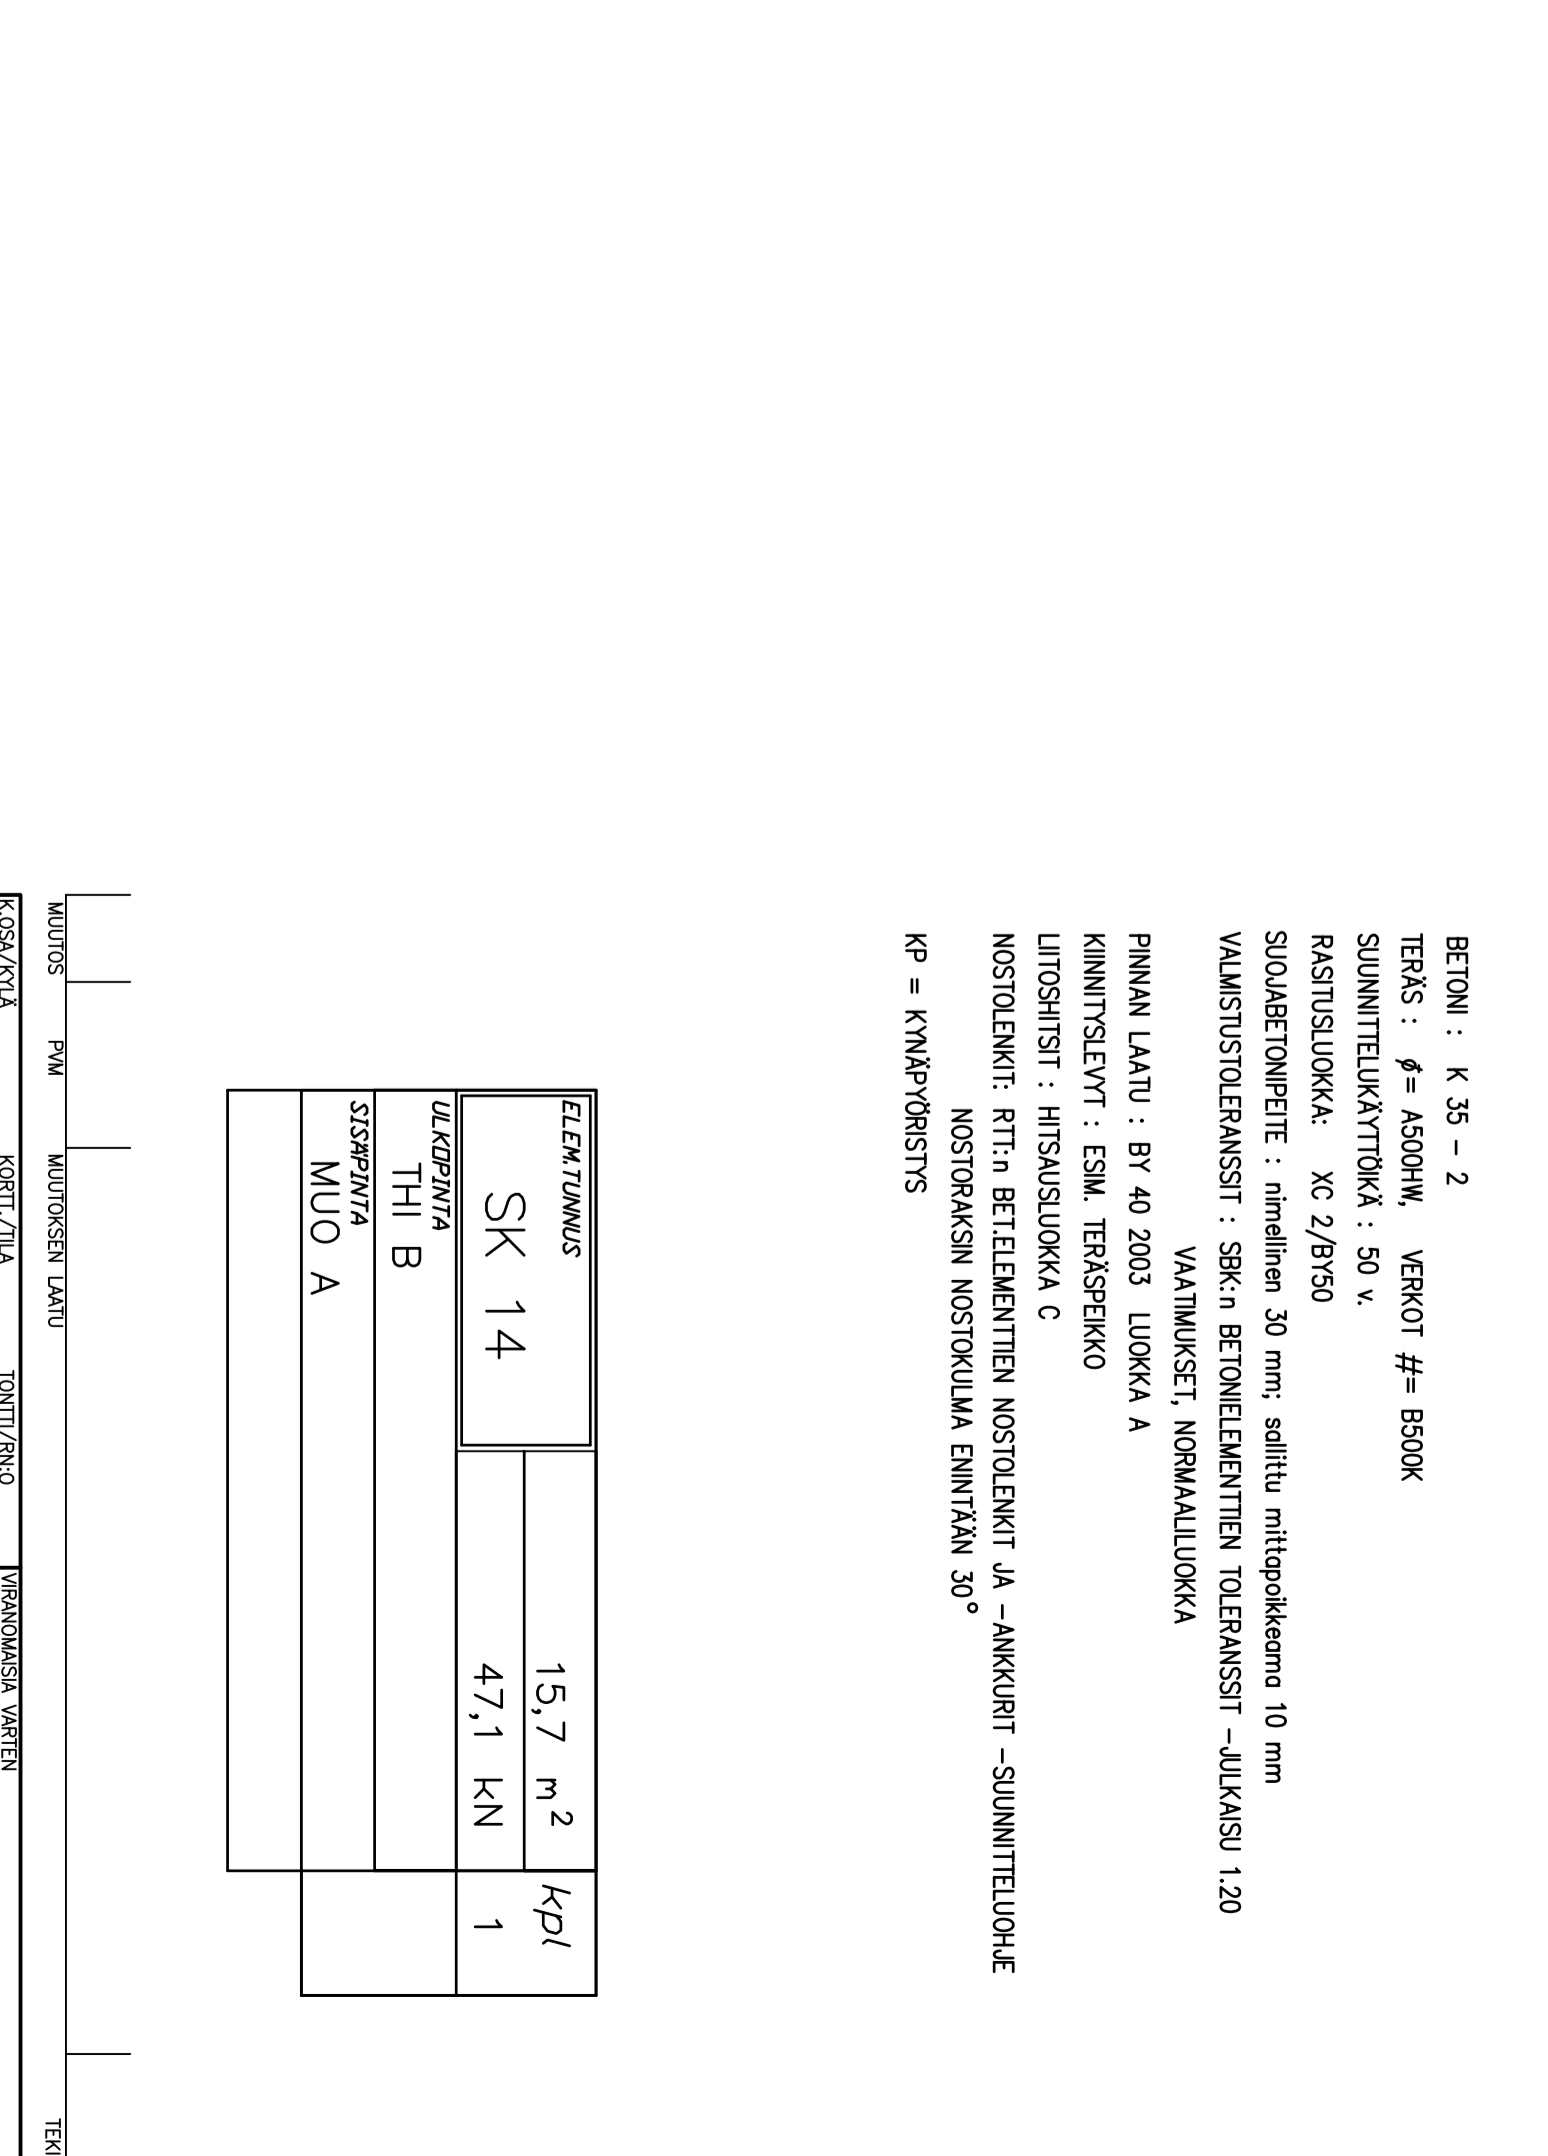 BETONI : K 35 – 2
TERÄS : ø= A500HW, VERKOT #= B500K
SUUNNITTELUKÄYTTÖIKÄ : 50 v.
RASITUSLUOKKA: XC 2/BY50
SUOJABETONIPEITE : nimellinen 30 mm; sallittu mittapoikkeama 10 mm
VALMISTUSTOLERANSSIT : SBK:n BETONIELEMENTTIEN TOLERANSSIT –JULKAISU 1.20
VAATIMUKSET, NORMAALILUOKKA
PINNAN LAATU : BY 40 2003 LUOKKA A
KIINNITYSLEVYT : ESIM. TERÄSPEIKKO
LIITOSHITSIT : HITSAUSLUOKKA C
NOSTOLENKIT: RTT:n BET.ELEMENTTIEN NOSTOLENKIT JA –ANKKURIT –SUUNNITTELUOHJE
NOSTORAKSIN NOSTOKULMA ENINTÄÄN 30°
KP = KYNÄPYÖRISTYS
ELEM.TUNNUS
SK 14
15,7 m²
47,1 kN
kpl
1
ULKOPINTA
THI B
SISÄPINTA
MUO A
MUUTOS PVM MUUTOKSEN LAATU TEKI
K.OSA/KYLÄ KORTT./TILA TONTTI/RN:O VIRANOMAISIA VARTEN